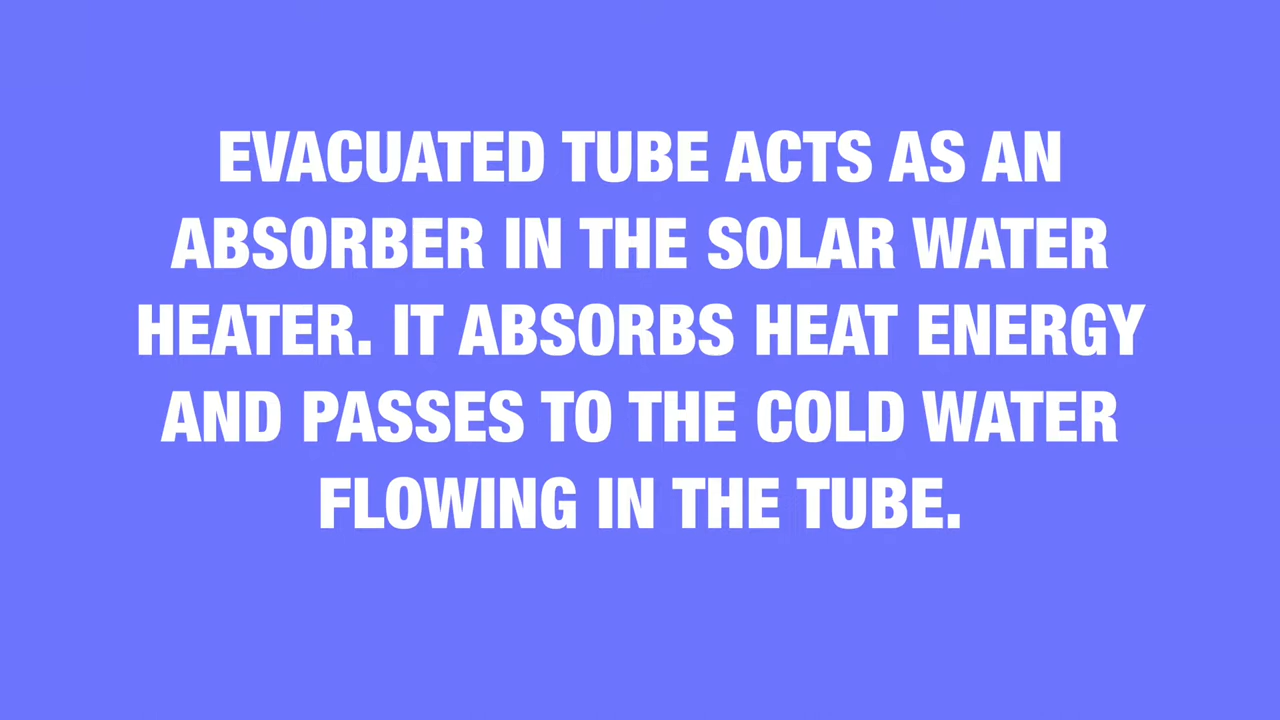 EVACUATED TUBE ACTS AS AN
ABSORBER IN THE SOLAR WATER
HEATER. IT ABSORBS HEAT ENERGY
AND PASSES TO THE COLD WATER
FLOWING IN THE TUBE.